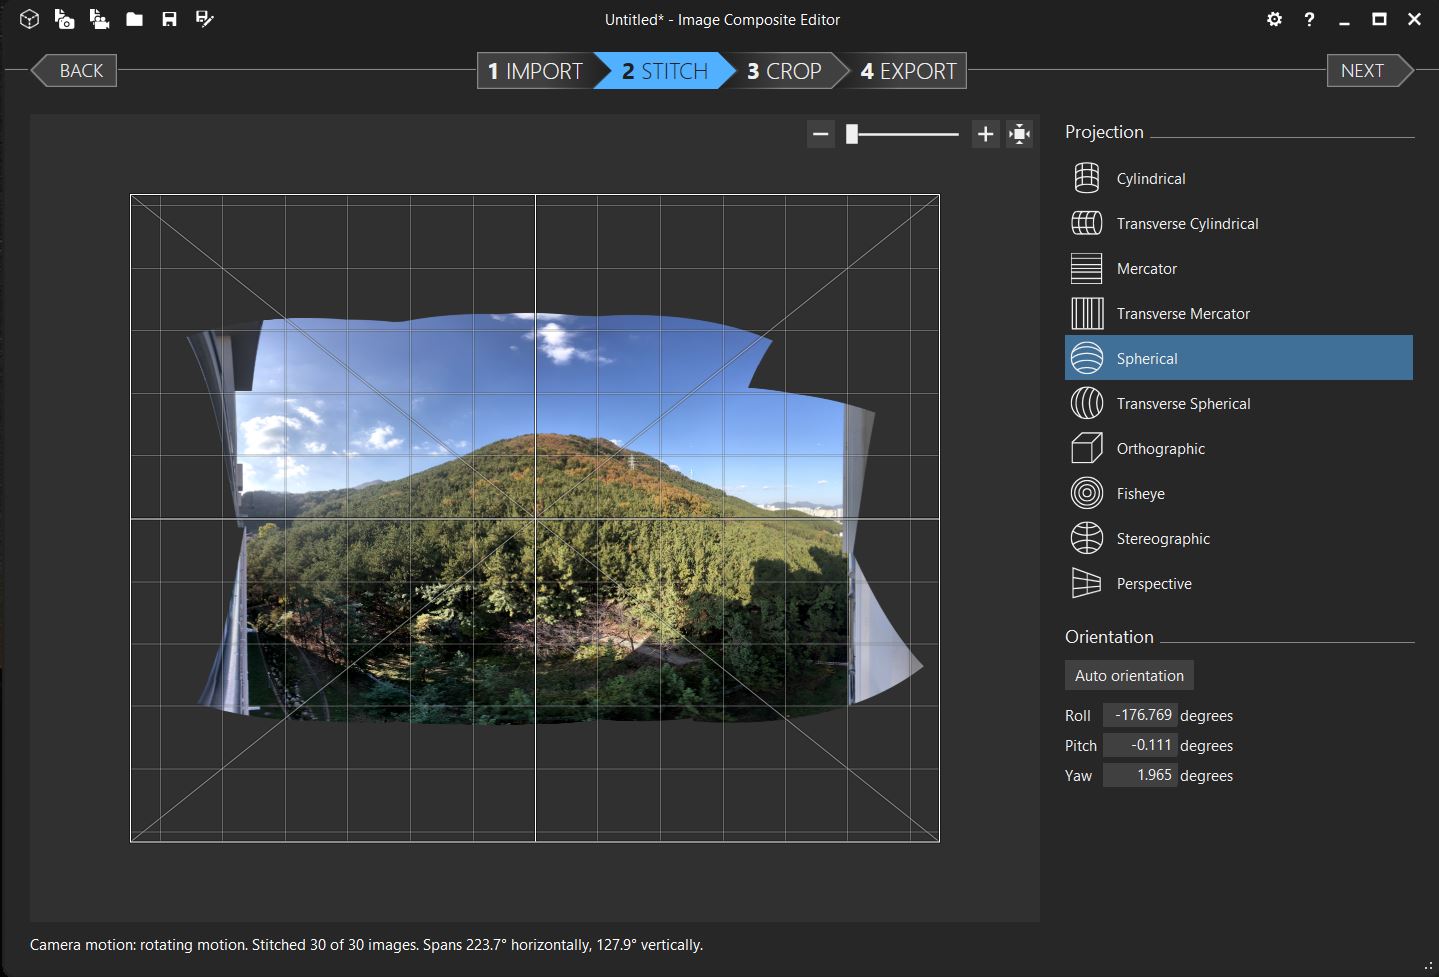 Untitled* - Image Composite Editor
?
BACK
1 IMPORT
2 STITCH
3 CROP
4 EXPORT
NEXT
Projection
Cylindrical
Transverse Cylindrical
Mercator
Transverse Mercator
Spherical
Transverse Spherical
Orthographic
Fisheye
Stereographic
Perspective
Orientation
Auto orientation
Roll -176.769 degrees
Pitch -0.111 degrees
Yaw 1.965 degrees
Camera motion: rotating motion. Stitched 30 of 30 images. Spans 223.7° horizontally, 127.9° vertically.